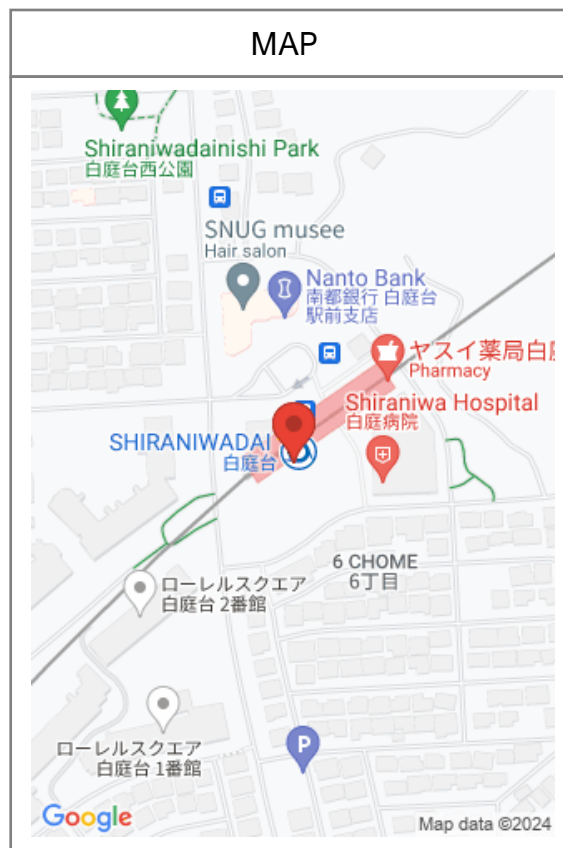 MAP
Shiraniwadainishi Park
白庭台西公園
SNUG musee
Hair salon
Nanto Bank
南都銀行 白庭台
駅前支店
ヤスイ薬局白
Pharmacy
Shiraniwa Hospital
白庭病院
SHIRANIWADAI
白庭台
6 CHOME
6丁目
ローレルスクエア
白庭台 2番館
P
ローレルスクエア
白庭台 1番館
Google
Map data ©2024